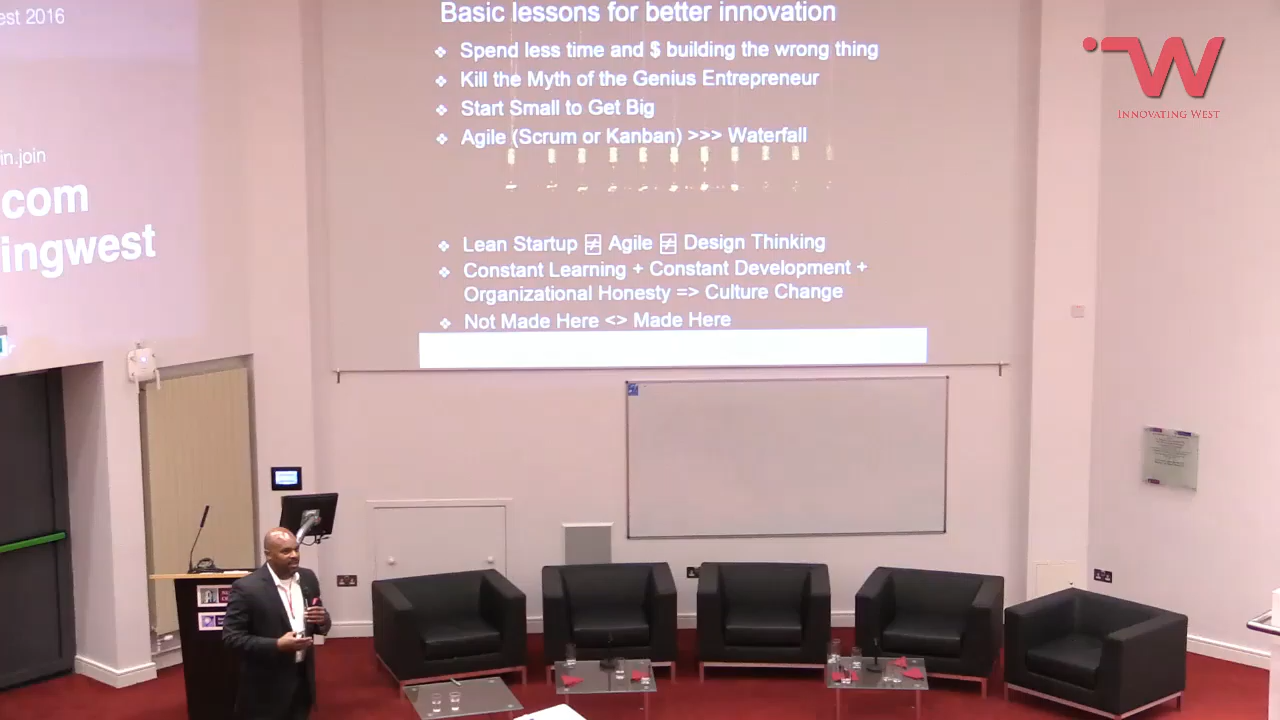 est 2016
in.join
com
ingwest
Basic lessons for better innovation
❖ Spend less time and $ building the wrong thing
❖ Kill the Myth of the Genius Entrepreneur
❖ Start Small to Get Big
❖ Agile (Scrum or Kanban) >>> Waterfall
❖ Lean Startup ≠ Agile ≠ Design Thinking
❖ Constant Learning + Constant Development +
Organizational Honesty => Culture Change
❖ Not Made Here <> Made Here
W
INNOVATING WEST